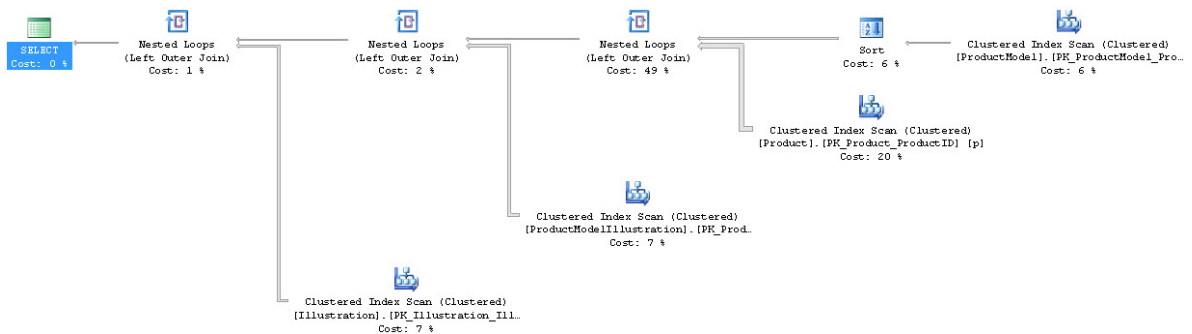 SELECT
Cost: 0 %
Nested Loops
(Left Outer Join)
Cost: 1 %
Nested Loops
(Left Outer Join)
Cost: 2 %
Nested Loops
(Left Outer Join)
Cost: 49 %
Sort
Cost: 6 %
Clustered Index Scan (Clustered)
[ProductModel].[PK_ProductModel_Pro…
Cost: 6 %
Clustered Index Scan (Clustered)
[Product].[PK_Product_ProductID] [p]
Cost: 20 %
Clustered Index Scan (Clustered)
[ProductModelIllustration].[PK_Prod…
Cost: 7 %
Clustered Index Scan (Clustered)
[Illustration].[PK_Illustration_Ill…
Cost: 7 %